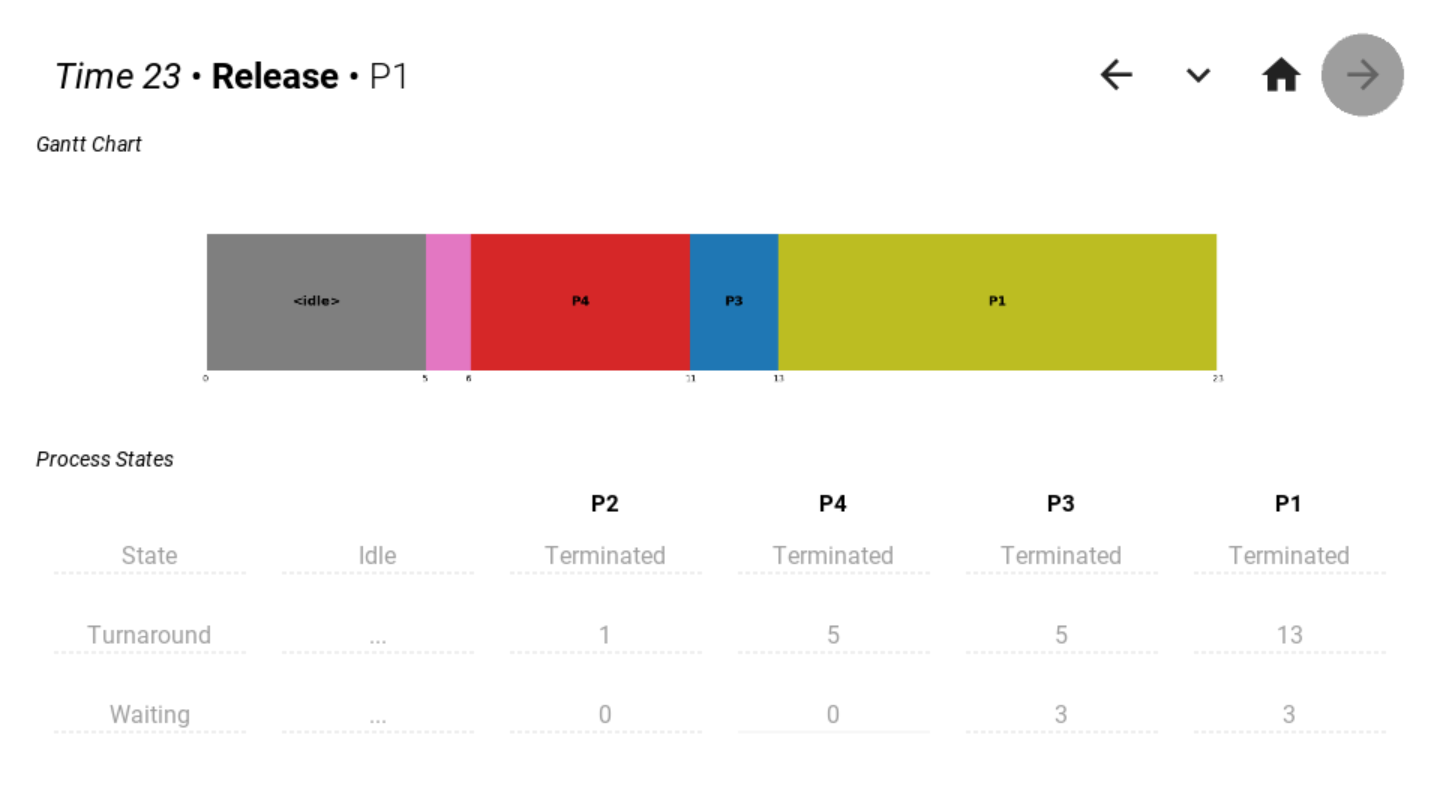 Time 23 • Release • P1
Gantt Chart
<idle> P4 P3 P1
0 5 6 11 13 23
Process States
P2 P4 P3 P1
State Idle Terminated Terminated Terminated Terminated
Turnaround ... 1 5 5 13
Waiting ... 0 0 3 3